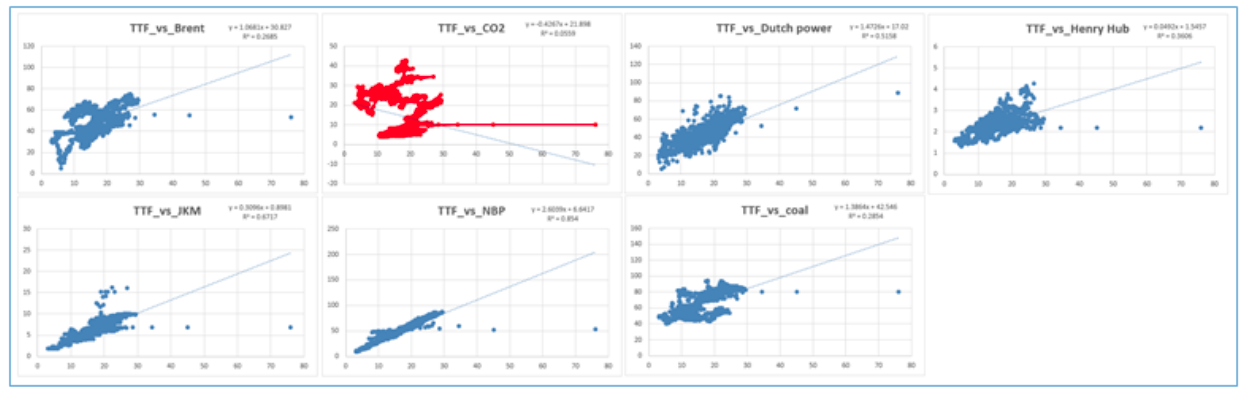 TTF_vs_Brent
y = 1.0681x + 30.827
R² = 0.2685
120
100
80
60
40
20
0
0 10 20 30 40 50 60 70 80
TTF_vs_CO2
y = -0.4267x + 21.898
R² = 0.0559
50
40
30
20
10
0
-10
-20
0 10 20 30 40 50 60 70 80
TTF_vs_Dutch power
y = 1.4726x + 17.02
R² = 0.5158
140
120
100
80
60
40
20
0
0 10 20 30 40 50 60 70 80
TTF_vs_Henry Hub
y = 0.0492x + 1.5457
R² = 0.3606
6
5
4
3
2
1
0
0 10 20 30 40 50 60 70 80
TTF_vs_JKM
y = 0.3096x + 0.8981
R² = 0.6717
30
25
20
15
10
5
0
0 10 20 30 40 50 60 70 80
TTF_vs_NBP
y = 2.6039x + 6.6417
R² = 0.854
250
200
150
100
50
0
0 10 20 30 40 50 60 70 80
TTF_vs_coal
y = 1.3864x + 42.546
R² = 0.2854
160
140
120
100
80
60
40
20
0
0 10 20 30 40 50 60 70 80